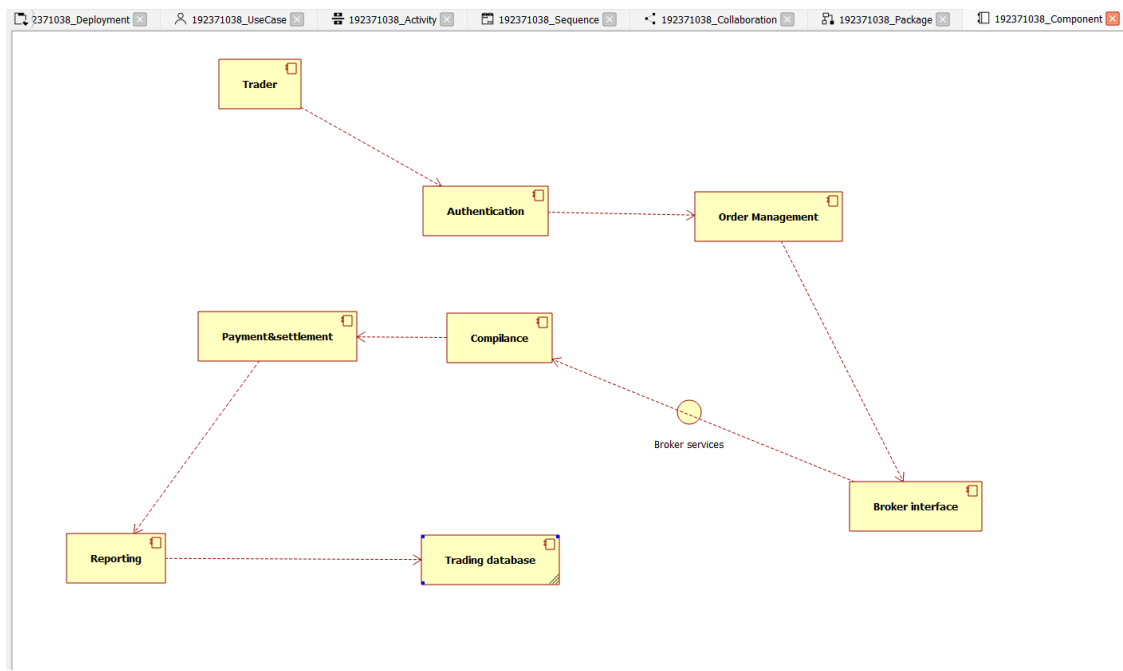 2371038_Deployment
192371038_UseCase
192371038_Activity
192371038_Sequence
192371038_Collaboration
192371038_Package
192371038_Component
Trader
Authentication
Order Management
Payment&settlement
Compilance
Broker services
Broker interface
Reporting
Trading database